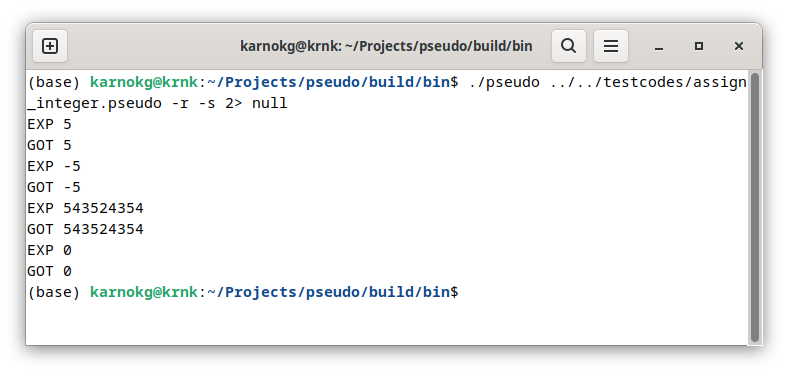 karnokg@krnk: ~/Projects/pseudo/build/bin
(base) karnokg@krnk:~/Projects/pseudo/build/bin$ ./pseudo ../../testcodes/assign
_integer.pseudo -r -s 2> null
EXP 5
GOT 5
EXP -5
GOT -5
EXP 543524354
GOT 543524354
EXP 0
GOT 0
(base) karnokg@krnk:~/Projects/pseudo/build/bin$